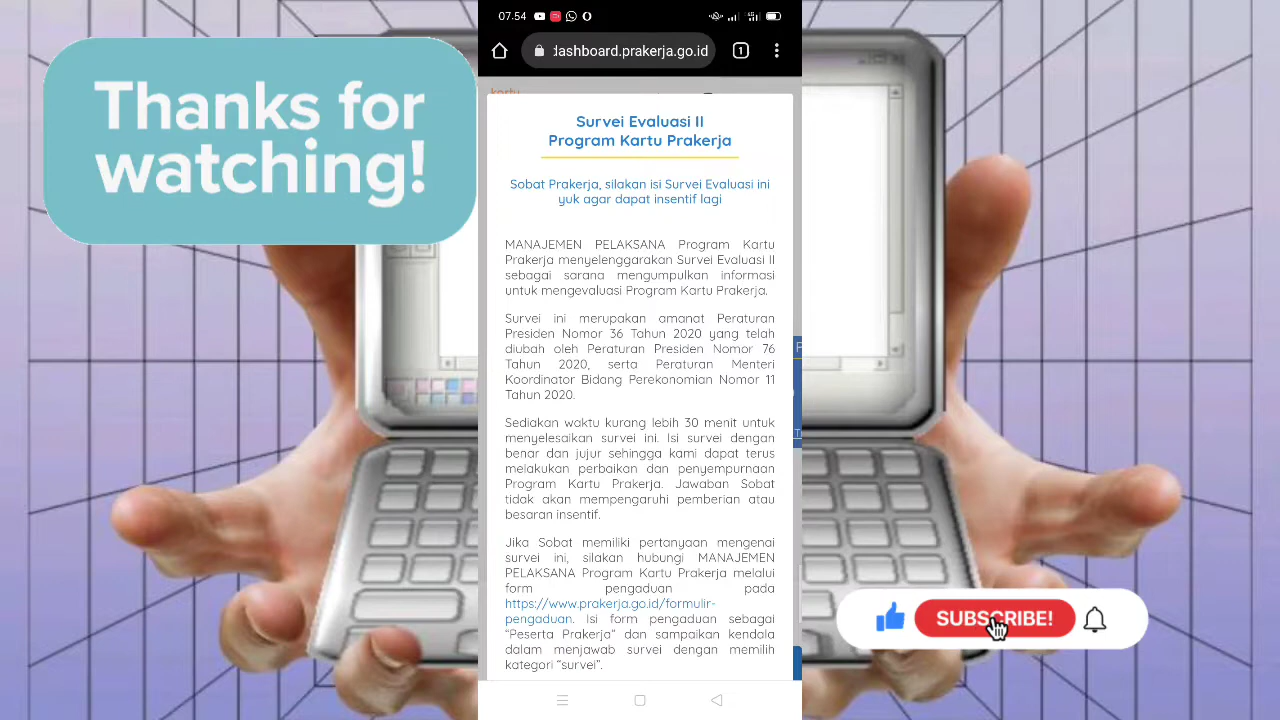 Thanks for
watching!
07.54
dashboard.prakerja.go.id
1
kartu
Survei Evaluasi II
Program Kartu Prakerja
Sobat Prakerja, silakan isi Survei Evaluasi ini
yuk agar dapat insentif lagi
MANAJEMEN PELAKSANA Program Kartu
Prakerja menyelenggarakan Survei Evaluasi II
sebagai sarana mengumpulkan informasi
untuk mengevaluasi Program Kartu Prakerja.
Survei ini merupakan amanat Peraturan
Presiden Nomor 36 Tahun 2020 yang telah
diubah oleh Peraturan Presiden Nomor 76
Tahun 2020, serta Peraturan Menteri
Koordinator Bidang Perekonomian Nomor 11
Tahun 2020.
Sediakan waktu kurang lebih 30 menit untuk
menyelesaikan survei ini. Isi survei dengan
benar dan jujur sehingga kami dapat terus
melakukan perbaikan dan penyempurnaan
Program Kartu Prakerja. Jawaban Sobat
tidak akan mempengaruhi pemberian atau
besaran insentif.
Jika Sobat memiliki pertanyaan mengenai
survei ini, silakan hubungi MANAJEMEN
PELAKSANA Program Kartu Prakerja melalui
form pengaduan pada
https://www.prakerja.go.id/formulir-
pengaduan. Isi form pengaduan sebagai
"Peserta Prakerja" dan sampaikan kendala
dalam menjawab survei dengan memilih
kategori "survei".
SUBSCRIBE!